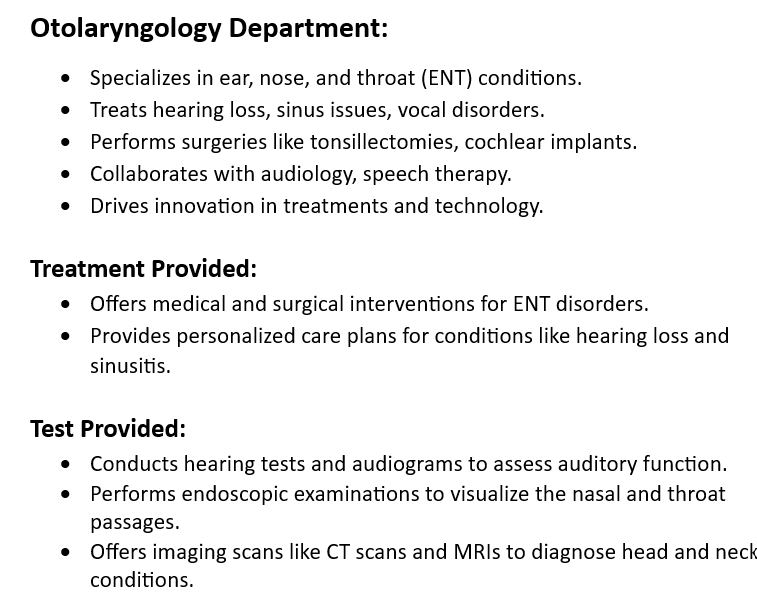 Otolaryngology Department:
• Specializes in ear, nose, and throat (ENT) conditions.
• Treats hearing loss, sinus issues, vocal disorders.
• Performs surgeries like tonsillectomies, cochlear implants.
• Collaborates with audiology, speech therapy.
• Drives innovation in treatments and technology.
Treatment Provided:
• Offers medical and surgical interventions for ENT disorders.
• Provides personalized care plans for conditions like hearing loss and
sinusitis.
Test Provided:
• Conducts hearing tests and audiograms to assess auditory function.
• Performs endoscopic examinations to visualize the nasal and throat
passages.
• Offers imaging scans like CT scans and MRIs to diagnose head and neck
conditions.